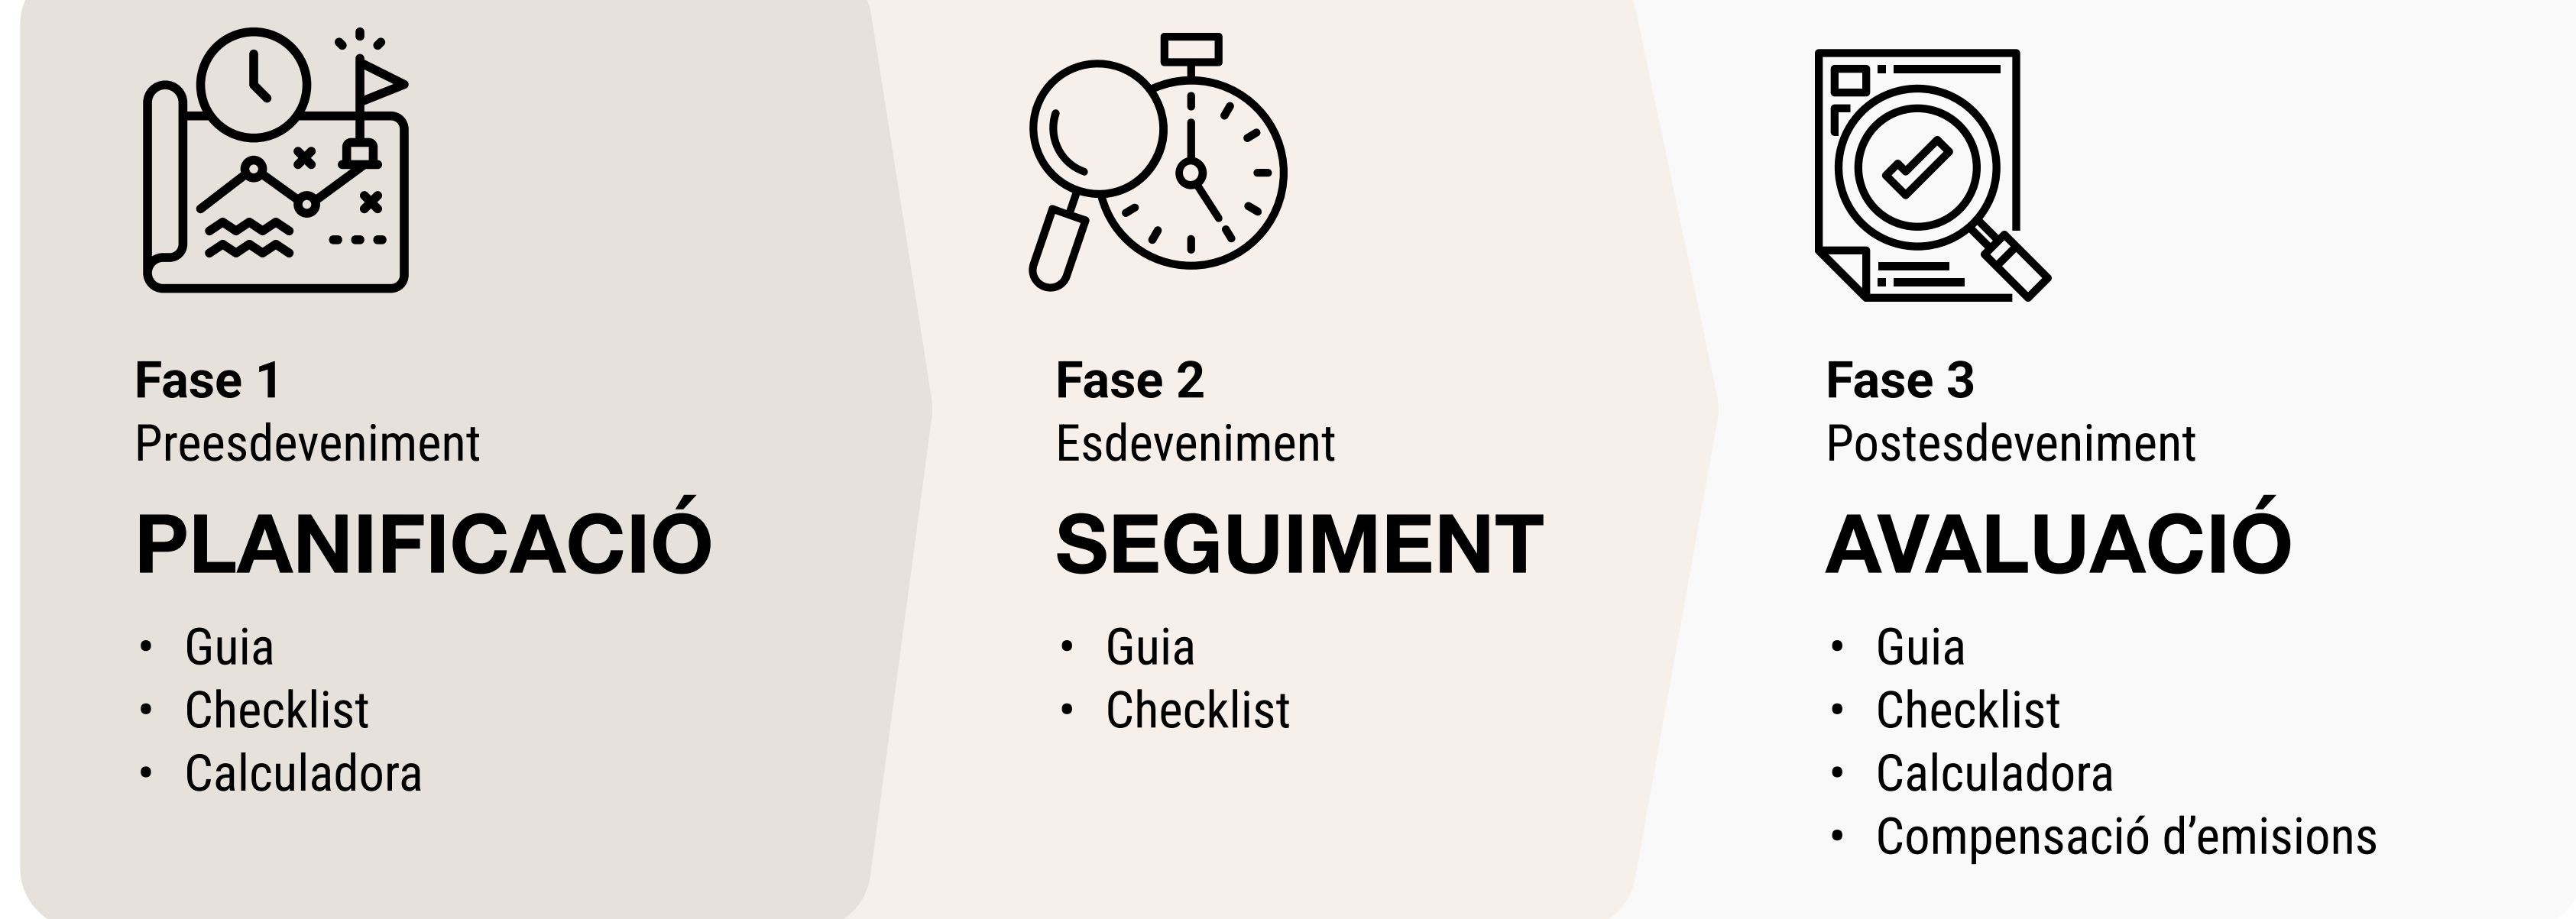 Fase 1
Preesdeveniment
PLANIFICACIÓ
• Guia
• Checklist
• Calculadora
Fase 2
Esdeveniment
SEGUIMENT
• Guia
• Checklist
Fase 3
Postesdeveniment
AVALUACIÓ
• Guia
• Checklist
• Calculadora
• Compensació d’emisions